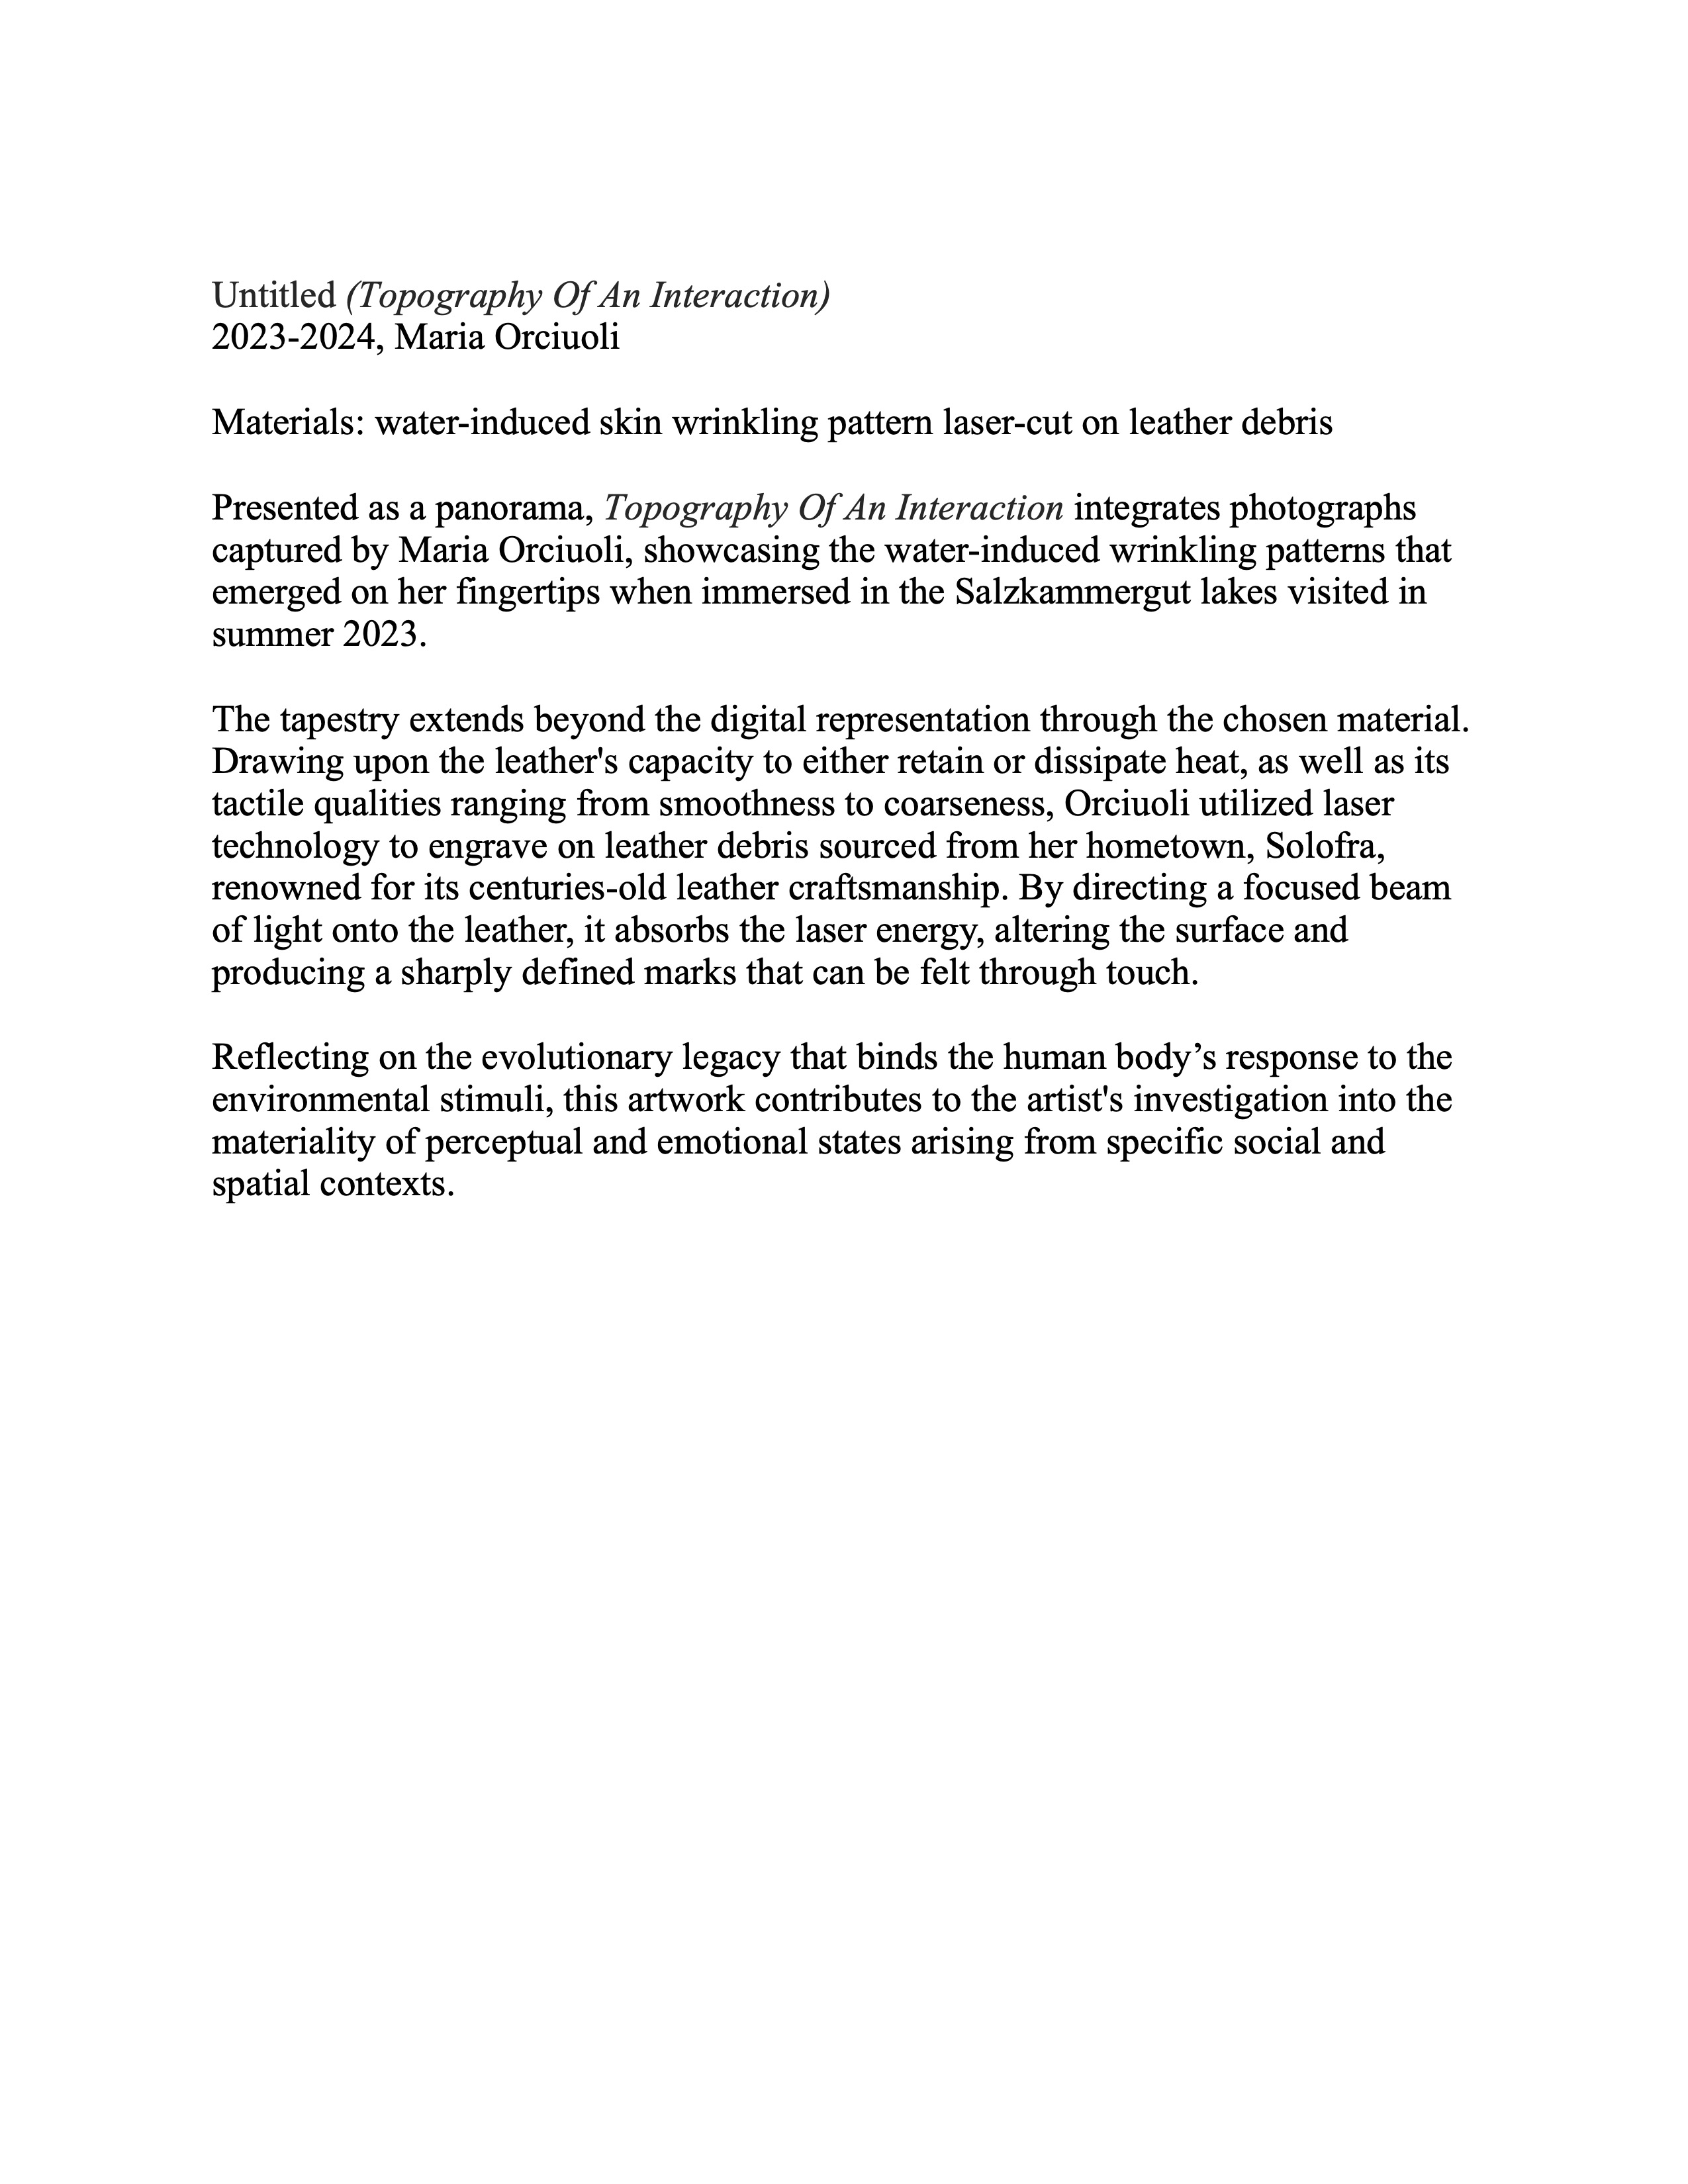 Untitled (Topography Of An Interaction)
2023-2024, Maria Orciuoli
Materials: water-induced skin wrinkling pattern laser-cut on leather debris
Presented as a panorama, Topography Of An Interaction integrates photographs
captured by Maria Orciuoli, showcasing the water-induced wrinkling patterns that
emerged on her fingertips when immersed in the Salzkammergut lakes visited in
summer 2023.
The tapestry extends beyond the digital representation through the chosen material.
Drawing upon the leather's capacity to either retain or dissipate heat, as well as its
tactile qualities ranging from smoothness to coarseness, Orciuoli utilized laser
technology to engrave on leather debris sourced from her hometown, Solofra,
renowned for its centuries-old leather craftsmanship. By directing a focused beam
of light onto the leather, it absorbs the laser energy, altering the surface and
producing a sharply defined marks that can be felt through touch.
Reflecting on the evolutionary legacy that binds the human body’s response to the
environmental stimuli, this artwork contributes to the artist's investigation into the
materiality of perceptual and emotional states arising from specific social and
spatial contexts.